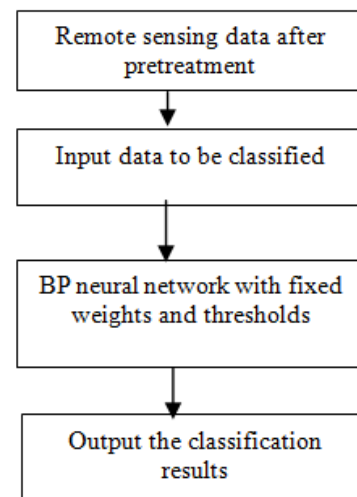 Remote sensing data after
pretreatment
Input data to be classified
BP neural network with fixed
weights and thresholds
Output the classification
results